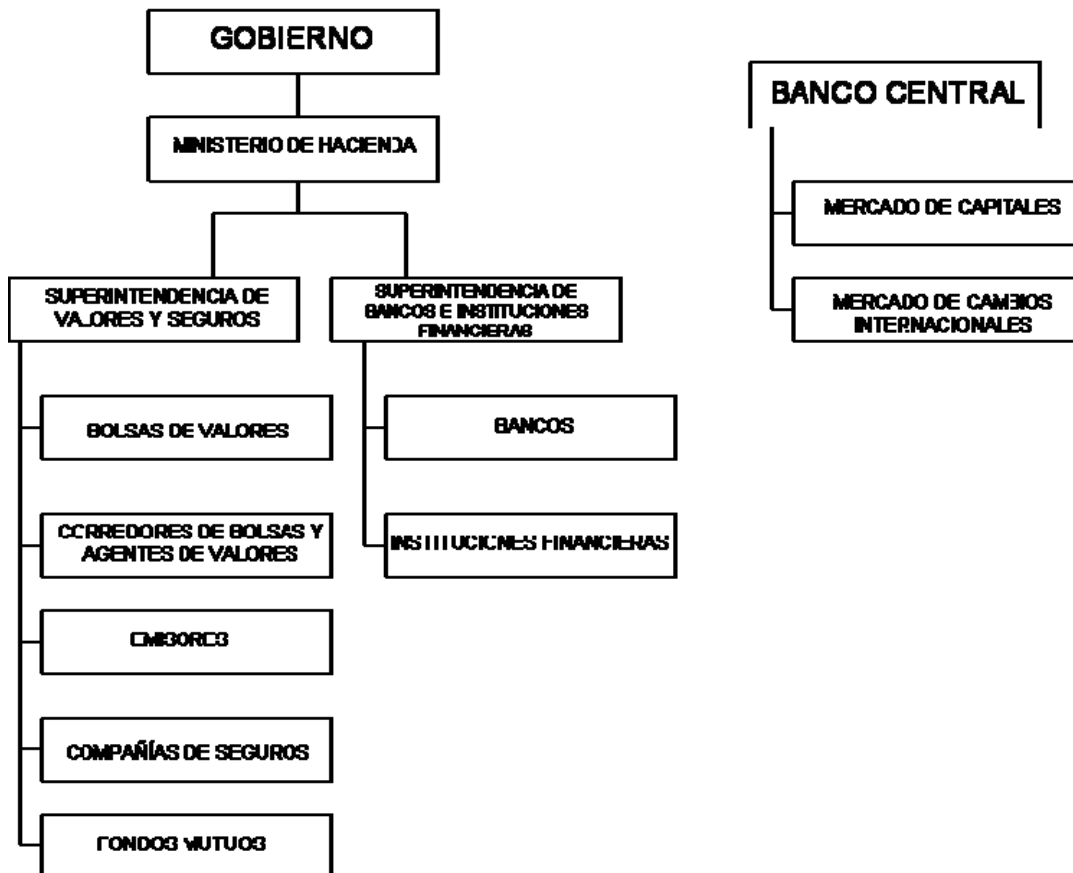 GOBIERNO
MINISTERIO DE HACIENDA
SUPERINTENDENCIA DE
VALORES Y SEGUROS
BOLSAS DE VALORES
CORREDORES DE BOLSAS Y
AGENTES DE VALORES
EMISORES
COMPAÑÍAS DE SEGUROS
FONDOS MUTUOS
SUPERINTENDENCIA DE
BANCOS E INSTITUCIONES
FINANCIERAS
BANCOS
INSTITUCIONES FINANCIERAS
BANCO CENTRAL
MERCADO DE CAPITALES
MERCADO DE CAMBIOS
INTERNACIONALES